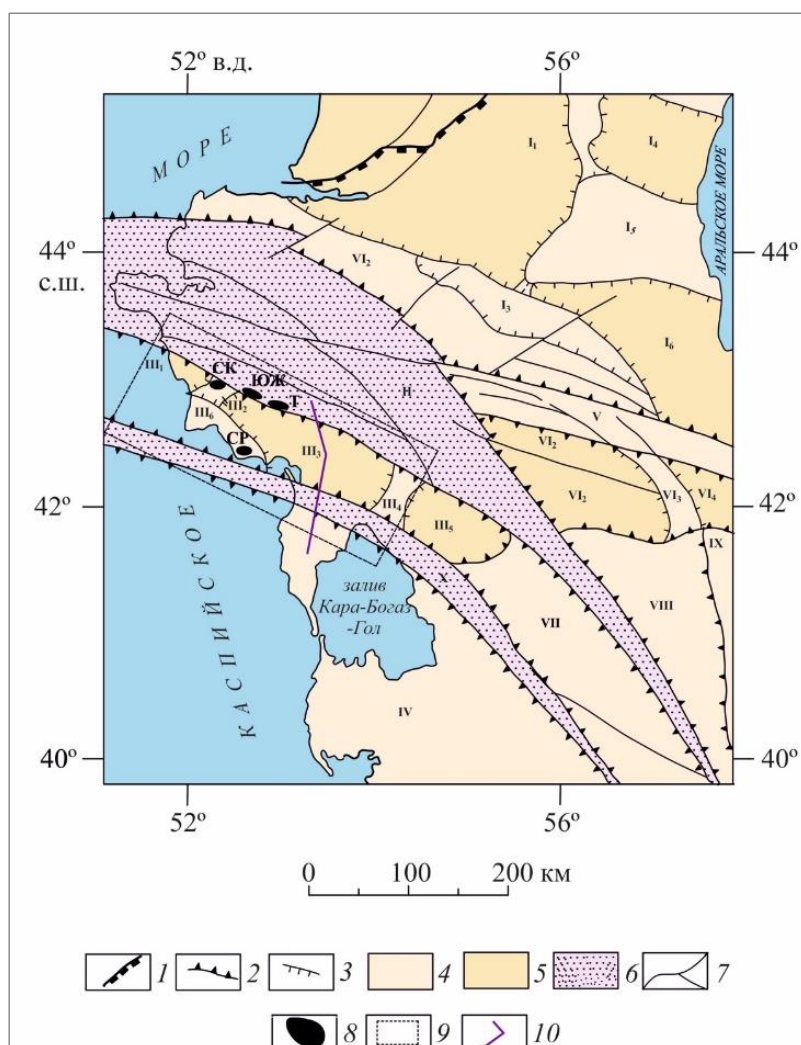 52° в.д.
56°
МОРЕ
I₁
I₄
АРАЛЬСКОЕ МОРЕ
I₅
44°
44°
с.ш.
VI₂
I₃
I₆
III₁
СК
ЮЖ
Т
II
V
III₂
III₆
СР
III₃
VI₂
VI₂
VI₃
VI₄
42°
42°
III₄
III₅
IX
X
залив
Кара-Богаз
-Гол
VII
VIII
КАСПИЙСКОЕ
IV
40°
40°
52°
56°
0 100 200 км
1 2 3 4 5 6 7
8 9 10